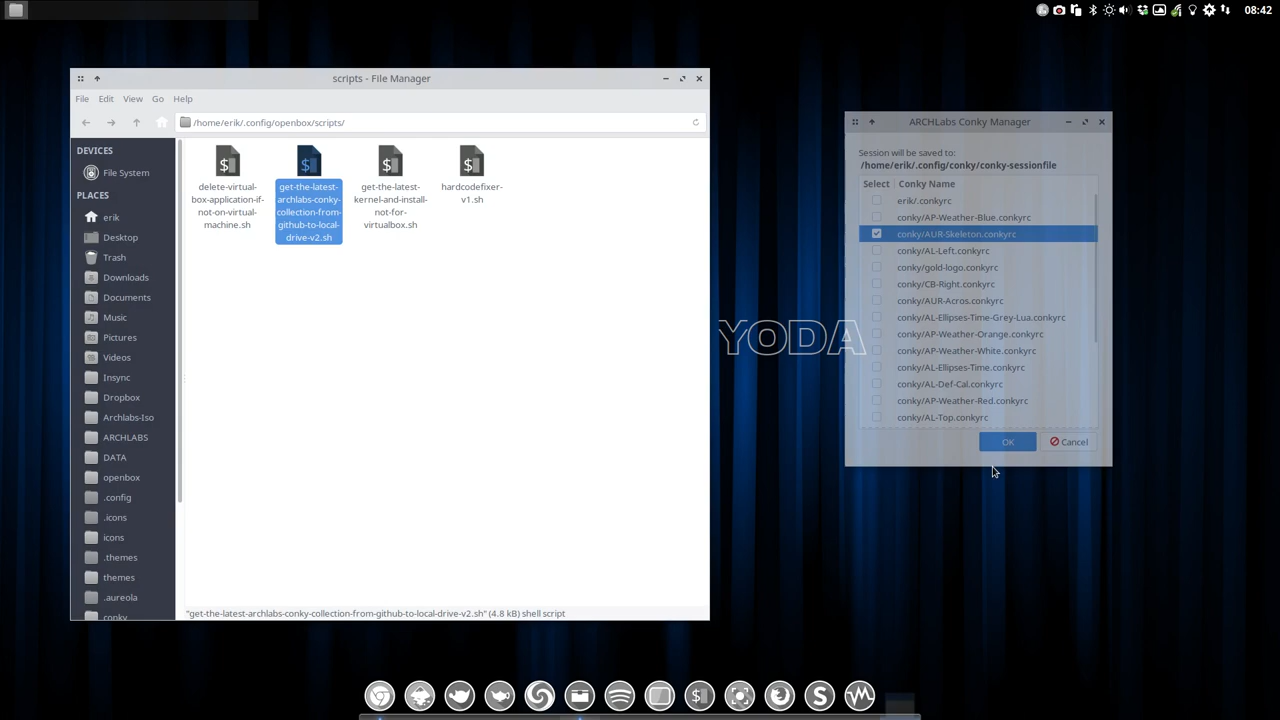 08:42
scripts - File Manager
File Edit View Go Help
/home/erik/.config/openbox/scripts/
DEVICES
File System
PLACES
erik
Desktop
Trash
Downloads
Documents
Music
Pictures
Videos
Insync
Dropbox
Archlabs-Iso
ARCHLABS
DATA
openbox
.config
.icons
icons
.themes
themes
.aureola
conky
$
delete-virtual-
box-application-if-
not-on-virtual-
machine.sh
$
get-the-latest-
archlabs-conky-
collection-from-
github-to-local-
drive-v2.sh
$
get-the-latest-
kernel-and-install-
not-for-
virtualbox.sh
$
hardcodefixer-
v1.sh
"get-the-latest-archlabs-conky-collection-from-github-to-local-drive-v2.sh" (4.8 kB) shell script
YODA
ARCHLabs Conky Manager
Session will be saved to:
/home/erik/.config/conky/conky-sessionfile
Select Conky Name
erik/.conkyrc
conky/AP-Weather-Blue.conkyrc
conky/AUR-Skeleton.conkyrc
conky/AL-Left.conkyrc
conky/gold-logo.conkyrc
conky/CB-Right.conkyrc
conky/AUR-Acros.conkyrc
conky/AL-Ellipses-Time-Grey-Lua.conkyrc
conky/AP-Weather-Orange.conkyrc
conky/AP-Weather-White.conkyrc
conky/AL-Ellipses-Time.conkyrc
conky/AL-Def-Cal.conkyrc
conky/AP-Weather-Red.conkyrc
conky/AL-Top.conkyrc
OK Cancel
$
S